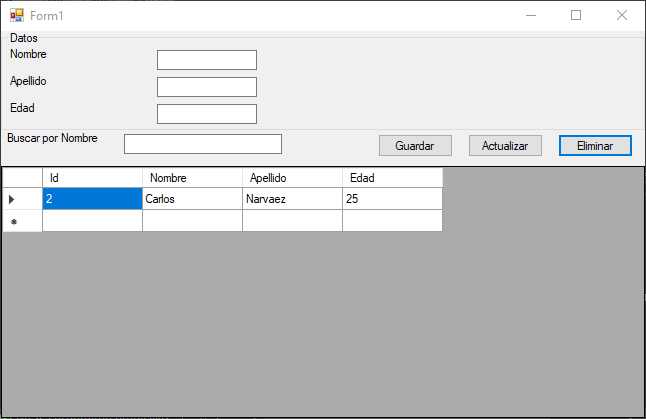 Form1
Datos
Nombre
Apellido
Edad
Buscar por Nombre
Guardar Actualizar Eliminar
Id Nombre Apellido Edad
2 Carlos Narvaez 25